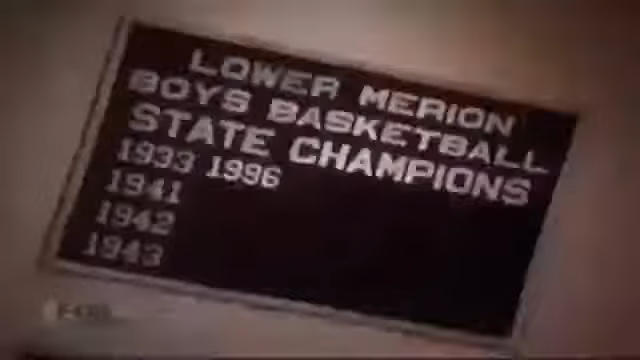 LOWER MERION
BOYS BASKETBALL
STATE CHAMPIONS
1933 1996
1941
1942
1943